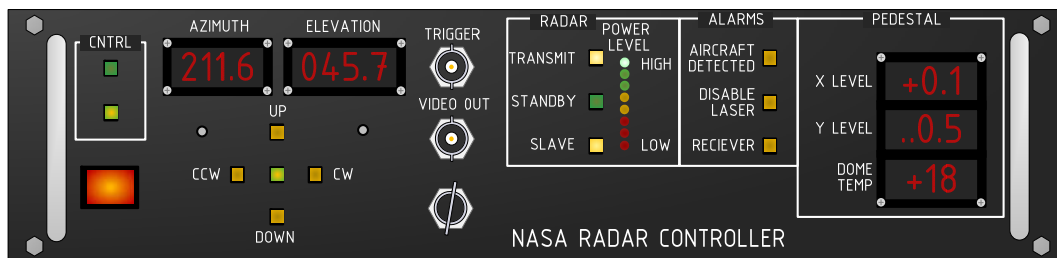 CNTRL
AZIMUTH
211.6
ELEVATION
045.7
UP
CCW
CW
DOWN
TRIGGER
VIDEO OUT
RADAR
POWER
LEVEL
TRANSMIT
HIGH
STANDBY
SLAVE
LOW
ALARMS
AIRCRAFT
DETECTED
DISABLE
LASER
RECIEVER
PEDESTAL
X LEVEL
+0.1
Y LEVEL
..0.5
DOME
TEMP
+18
NASA RADAR CONTROLLER